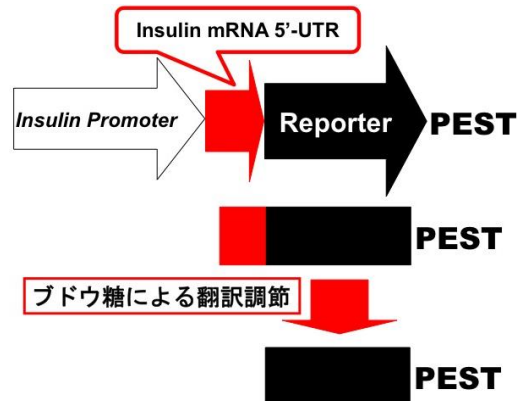 Insulin mRNA 5’-UTR
Insulin Promoter
Reporter
PEST
PEST
ブドウ糖による翻訳調節
PEST